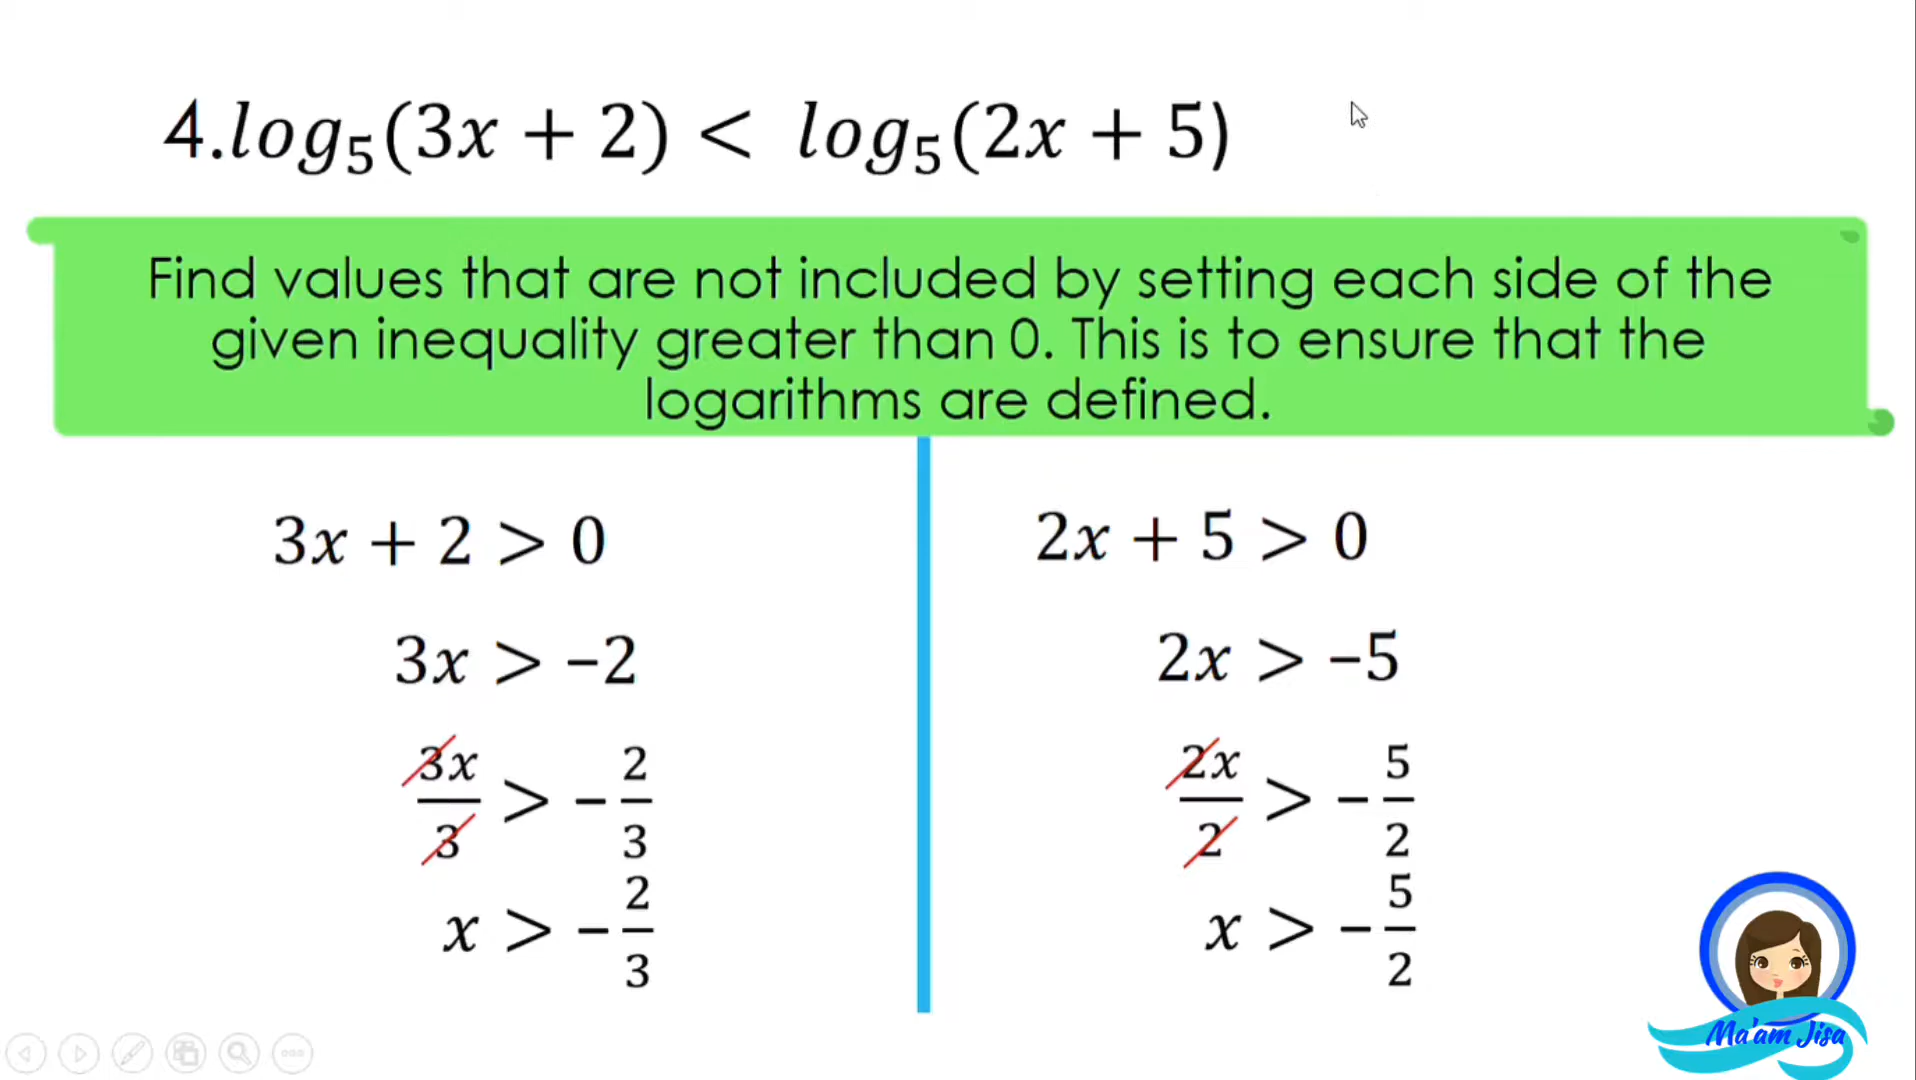 4.log₅(3x + 2) < log₅(2x + 5)
Find values that are not included by setting each side of the
given inequality greater than 0. This is to ensure that the
logarithms are defined.
3x + 2 > 0
3x > −2
3x/3 > −2/3
x > −2/3
2x + 5 > 0
2x > −5
2x/2 > −5/2
x > −5/2
Ma'am Jisa